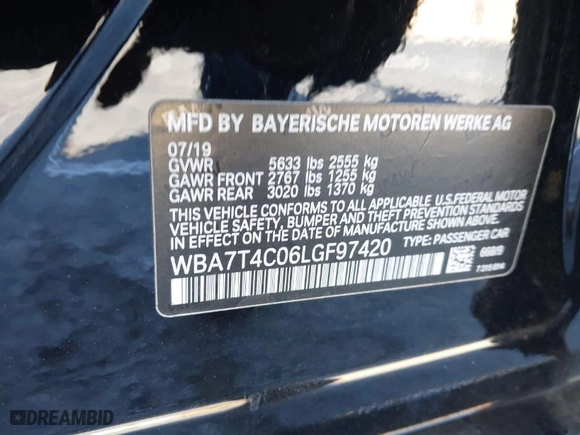 MFD BY BAYERISCHE MOTOREN WERKE AG
07/19
GVWR 5633 lbs 2555 kg
GAWR FRONT 2767 lbs 1255 kg
GAWR REAR 3020 lbs 1370 kg
THIS VEHICLE CONFORMS TO ALL APPLICABLE U.S.FEDERAL MOTOR
VEHICLE SAFETY, BUMPER AND THEFT PREVENTION STANDARDS
IN EFFECT ON THE DATE OF MANUFACTURE SHOWN ABOVE.
WBA7T4C06LGF97420 TYPE: PASSENGER CAR
DREAMBID